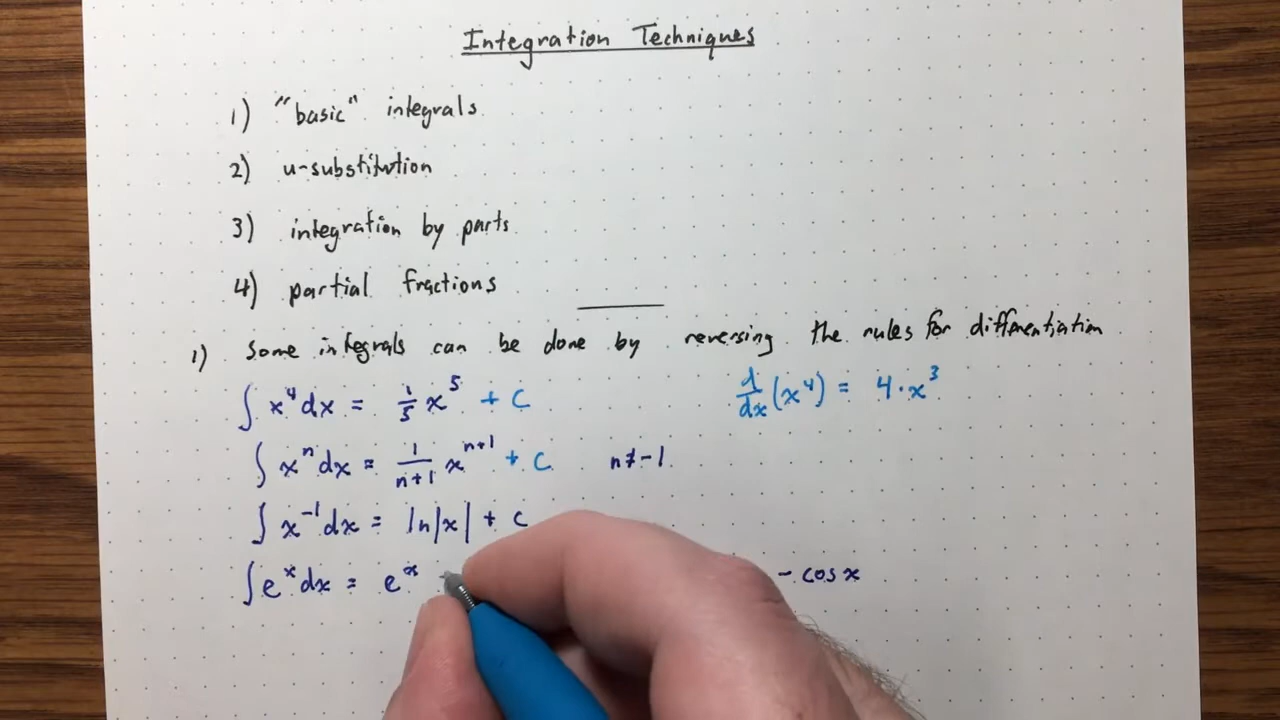 Integration Techniques
1) "basic" integrals
2) u-substitution
3) integration by parts
4) partial fractions
1) Some integrals can be done by reversing the rules for differentiation
∫ x⁴ dx = 1/5 x⁵ + C d/dx (x⁴) = 4·x³
∫ xⁿ dx = 1/(n+1) xⁿ⁺¹ + C n≠-1
∫ x⁻¹ dx = ln|x| + C
∫ eˣ dx = eˣ - cos x